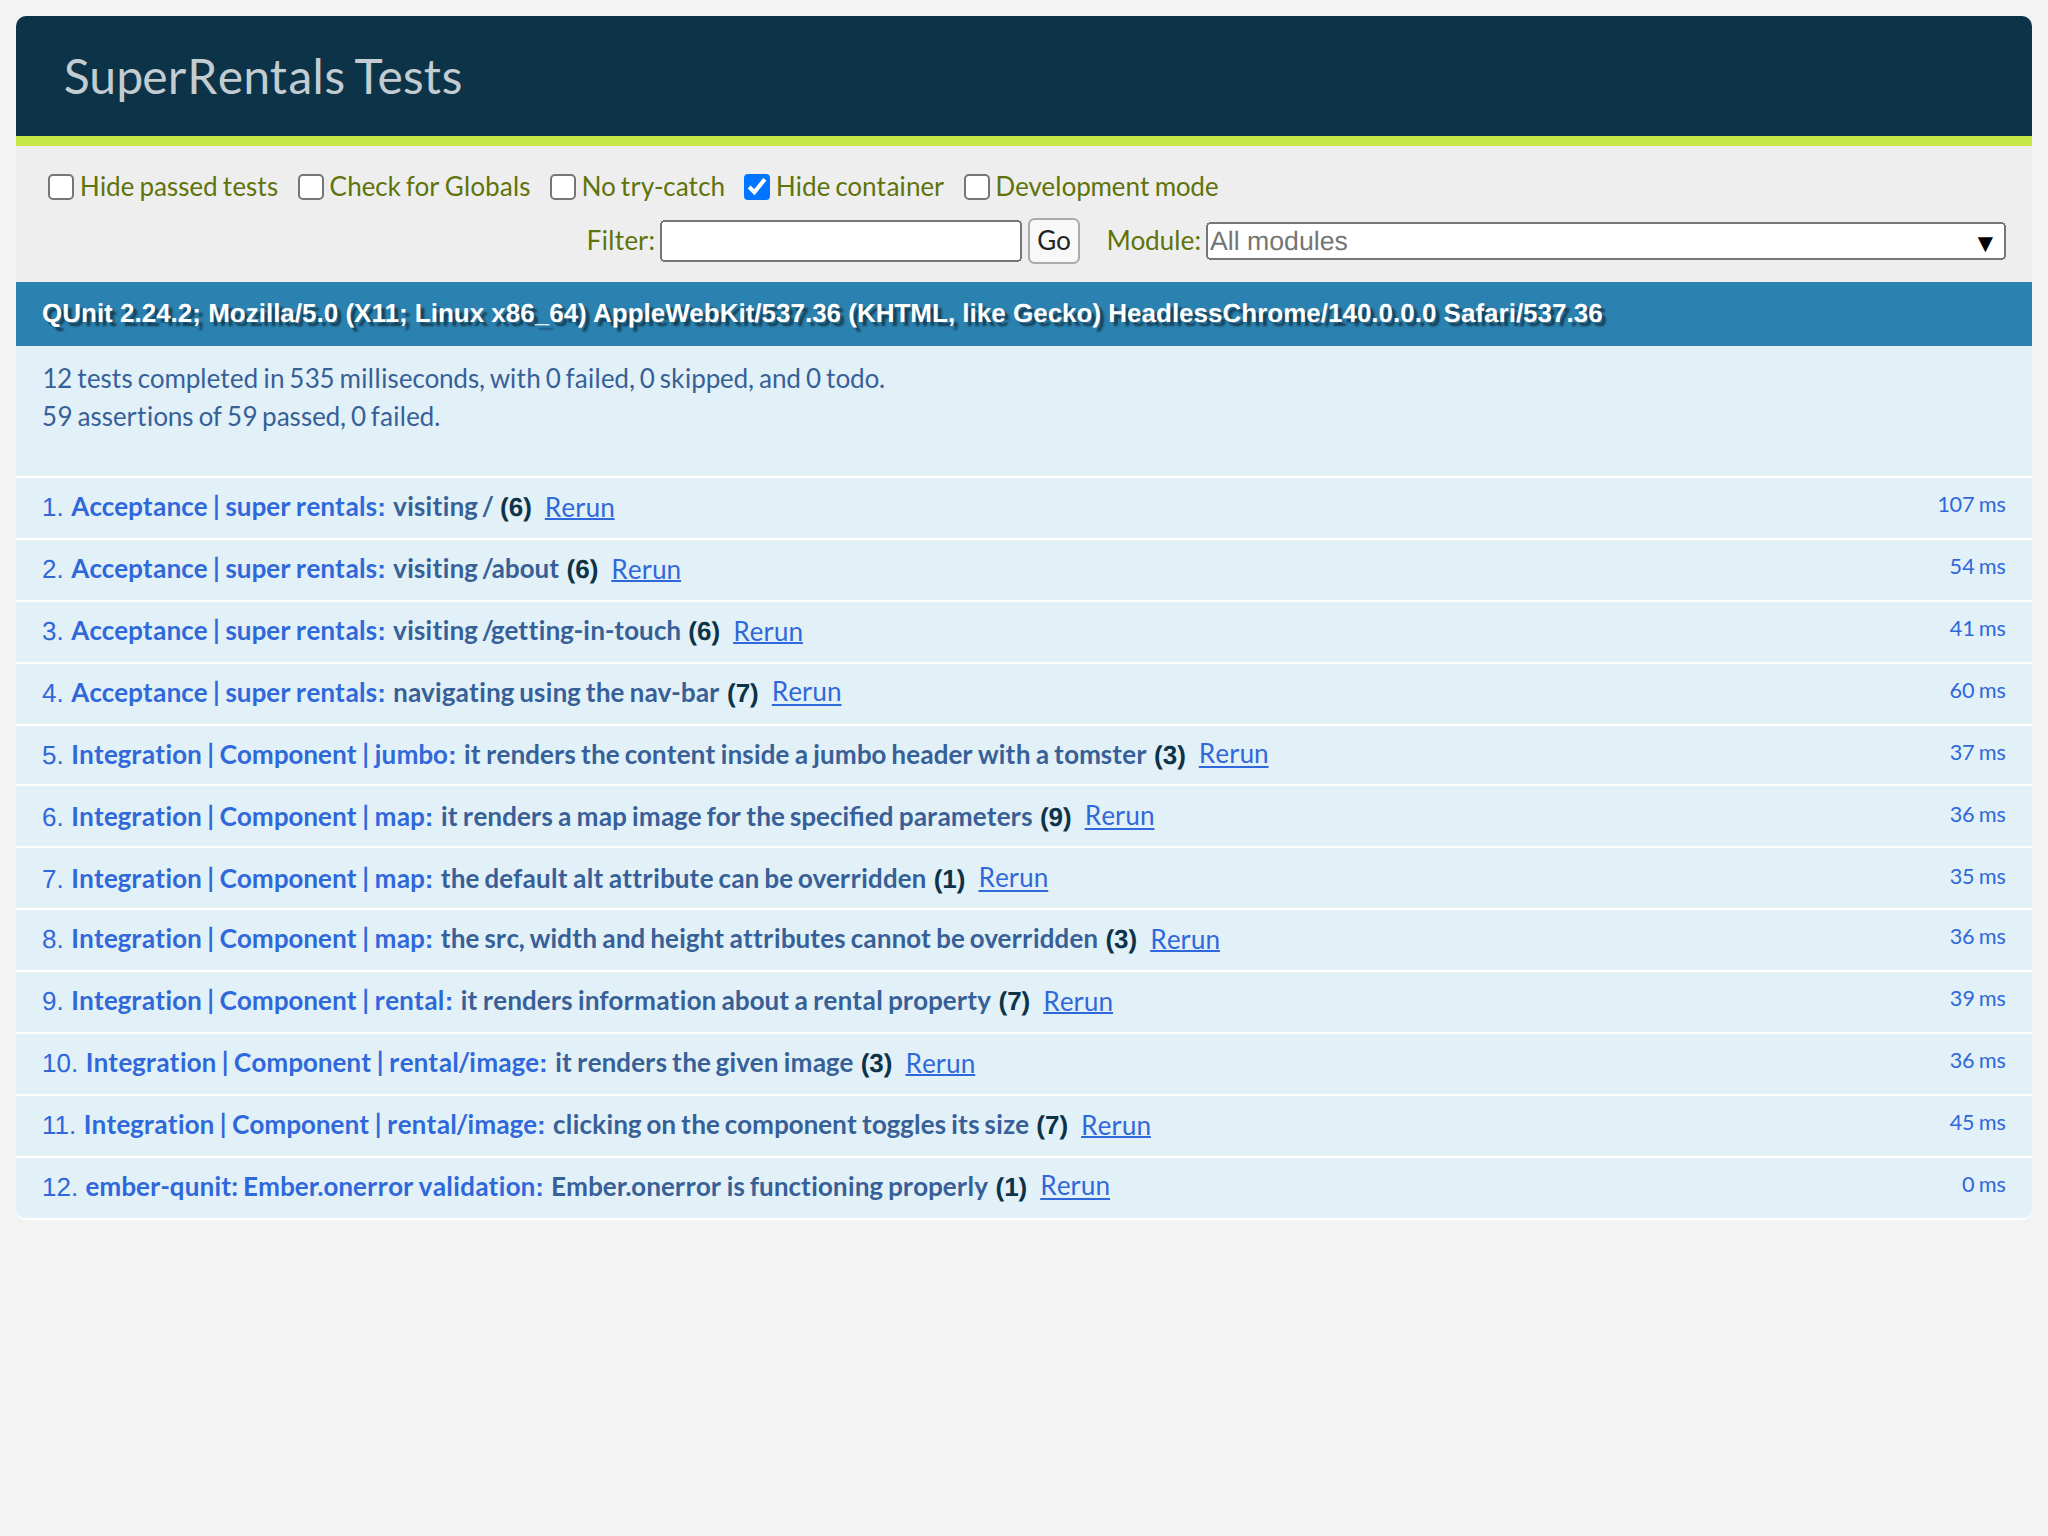 SuperRentals Tests
Hide passed tests Check for Globals No try-catch Hide container Development mode
Filter: Go Module: All modules ▼
QUnit 2.24.2; Mozilla/5.0 (X11; Linux x86_64) AppleWebKit/537.36 (KHTML, like Gecko) HeadlessChrome/140.0.0.0 Safari/537.36
12 tests completed in 535 milliseconds, with 0 failed, 0 skipped, and 0 todo.
59 assertions of 59 passed, 0 failed.
1. Acceptance | super rentals: visiting / (6) Rerun 107 ms
2. Acceptance | super rentals: visiting /about (6) Rerun 54 ms
3. Acceptance | super rentals: visiting /getting-in-touch (6) Rerun 41 ms
4. Acceptance | super rentals: navigating using the nav-bar (7) Rerun 60 ms
5. Integration | Component | jumbo: it renders the content inside a jumbo header with a tomster (3) Rerun 37 ms
6. Integration | Component | map: it renders a map image for the specified parameters (9) Rerun 36 ms
7. Integration | Component | map: the default alt attribute can be overridden (1) Rerun 35 ms
8. Integration | Component | map: the src, width and height attributes cannot be overridden (3) Rerun 36 ms
9. Integration | Component | rental: it renders information about a rental property (7) Rerun 39 ms
10. Integration | Component | rental/image: it renders the given image (3) Rerun 36 ms
11. Integration | Component | rental/image: clicking on the component toggles its size (7) Rerun 45 ms
12. ember-qunit: Ember.onerror validation: Ember.onerror is functioning properly (1) Rerun 0 ms